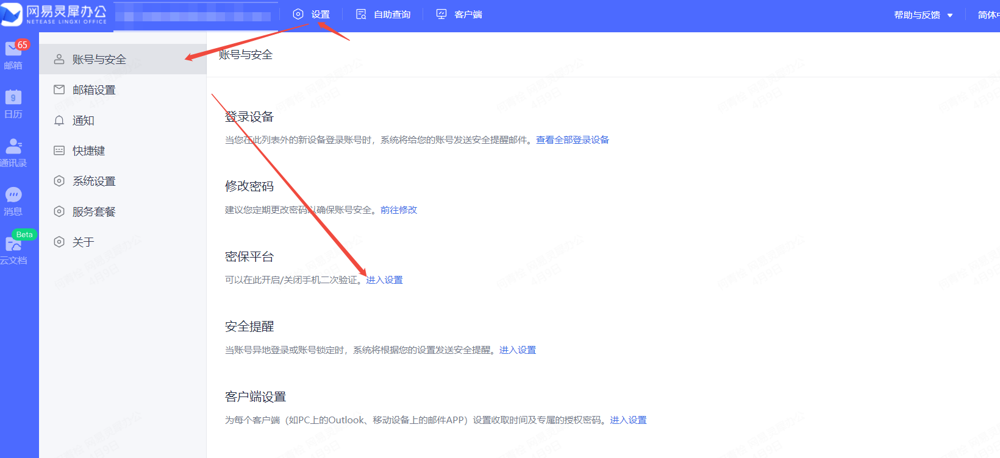 网易灵犀办公
NETEASE LINGXI OFFICE
设置
自助查询
客户端
帮助与反馈
简体中
65
邮箱
9
日历
通讯录
消息
Beta
云文档
账号与安全
邮箱设置
通知
快捷键
系统设置
服务套餐
关于
账号与安全
登录设备
当您在此列表外的新设备登录账号时，系统将给您的账号发送安全提醒邮件。查看全部登录设备
修改密码
建议您定期更改密码以确保账号安全。前往修改
密保平台
可以在此开启/关闭手机二次验证。进入设置
安全提醒
当账号异地登录或账号锁定时，系统将根据您的设置发送安全提醒。进入设置
客户端设置
为每个客户端（如PC上的Outlook、移动设备上的邮件APP）设置收取时间及专属的授权密码。进入设置
网易灵犀办公
4月9日